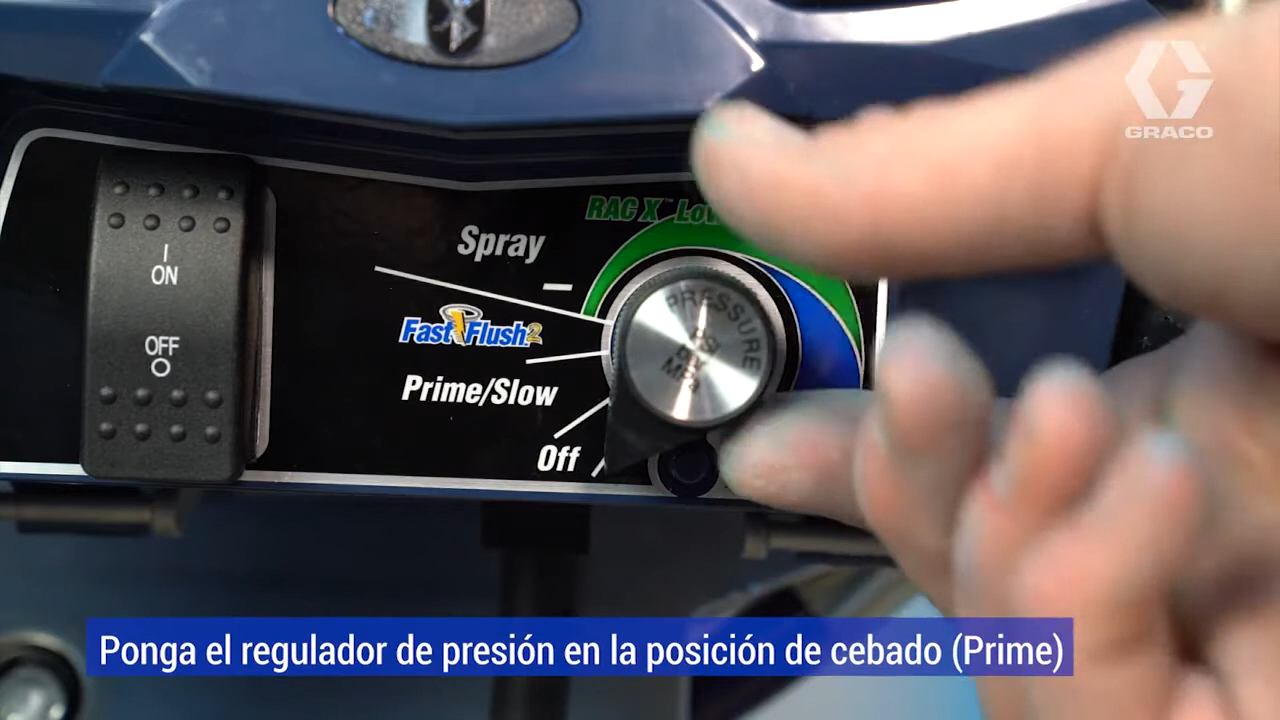 GRACO
I
ON
OFF
O
RAC X™
Spray
Fast Flush2
Prime/Slow
Off
PRESSURE
Ponga el regulador de presión en la posición de cebado (Prime)